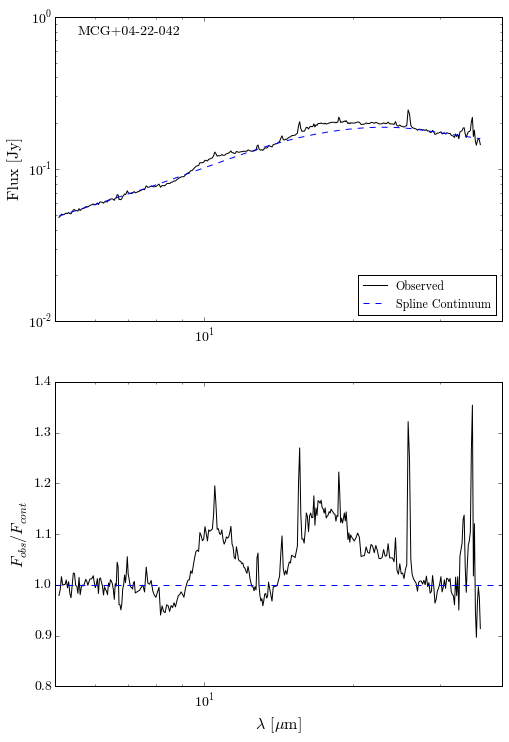 10^0
MCG+04-22-042
Flux [Jy]
10^-1
Observed
Spline Continuum
10^-2
10^1
1.4
1.3
1.2
1.1
F_obs/F_cont
1.0
0.9
0.8
10^1
λ [μm]